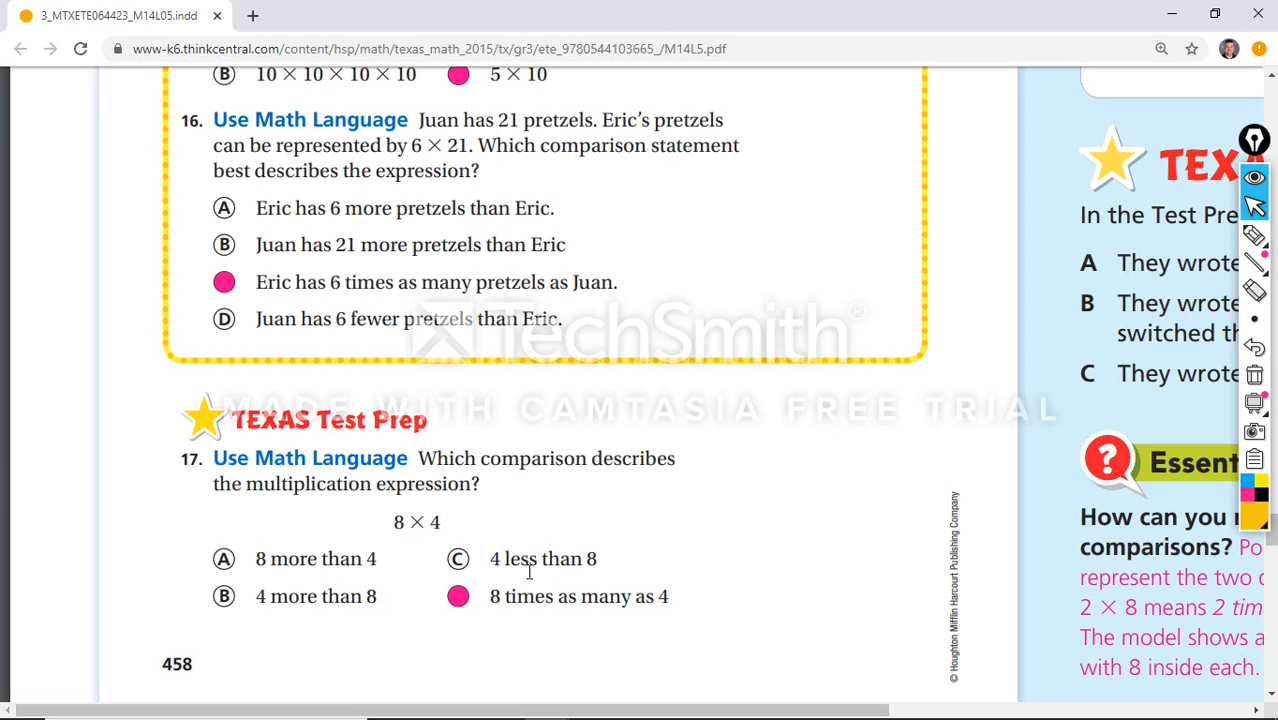 3_MTXETE064423_M14L05.indd
www-k6.thinkcentral.com/content/hsp/math/texas_math_2015/tx/gr3/ete_9780544103665_/M14L5.pdf
B 10 × 10 × 10 × 10 5 × 10
16. Use Math Language Juan has 21 pretzels. Eric's pretzels
can be represented by 6 × 21. Which comparison statement
best describes the expression?
A Eric has 6 more pretzels than Eric.
B Juan has 21 more pretzels than Eric
Eric has 6 times as many pretzels as Juan.
D Juan has 6 fewer pretzels than Eric.
TechSmith®
MADE WITH CAMTASIA FREE TRIAL
TEXAS Test Prep
17. Use Math Language Which comparison describes
the multiplication expression?
8 × 4
A 8 more than 4 C 4 less than 8
B 4 more than 8 8 times as many as 4
458
© Houghton Mifflin Harcourt Publishing Company
In the Test Pre
A They wrote
B They wrote
switched th
C They wrote
? Essent
How can you
comparisons? Po
represent the two
2 × 8 means 2 tim
The model shows a
with 8 inside each.